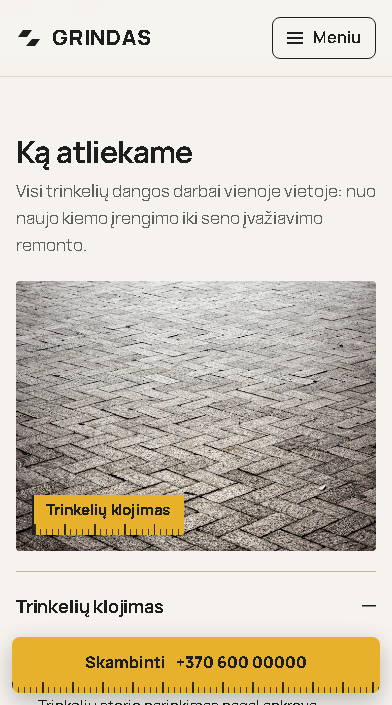 GRINDAS
Meniu
Ką atliekame
Visi trinkelių dangos darbai vienoje vietoje: nuo
naujo kiemo įrengimo iki seno įvažiavimo
remonto.
Trinkelių klojimas
Trinkelių klojimas
Skambinti +370 600 00000